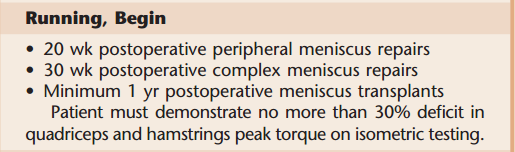 Running, Begin
• 20 wk postoperative peripheral meniscus repairs
• 30 wk postoperative complex meniscus repairs
• Minimum 1 yr postoperative meniscus transplants
Patient must demonstrate no more than 30% deficit in
quadriceps and hamstrings peak torque on isometric testing.